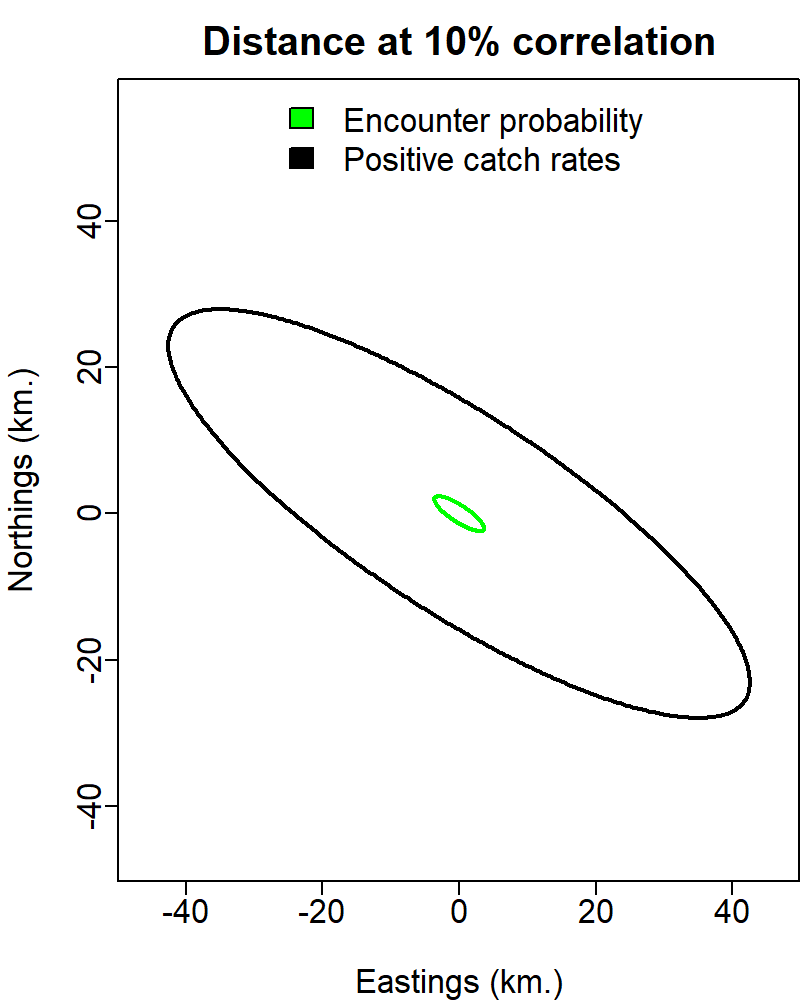 Distance at 10% correlation
Encounter probability
Positive catch rates
40
20
0
-20
-40
Northings (km.)
-40 -20 0 20 40
Eastings (km.)